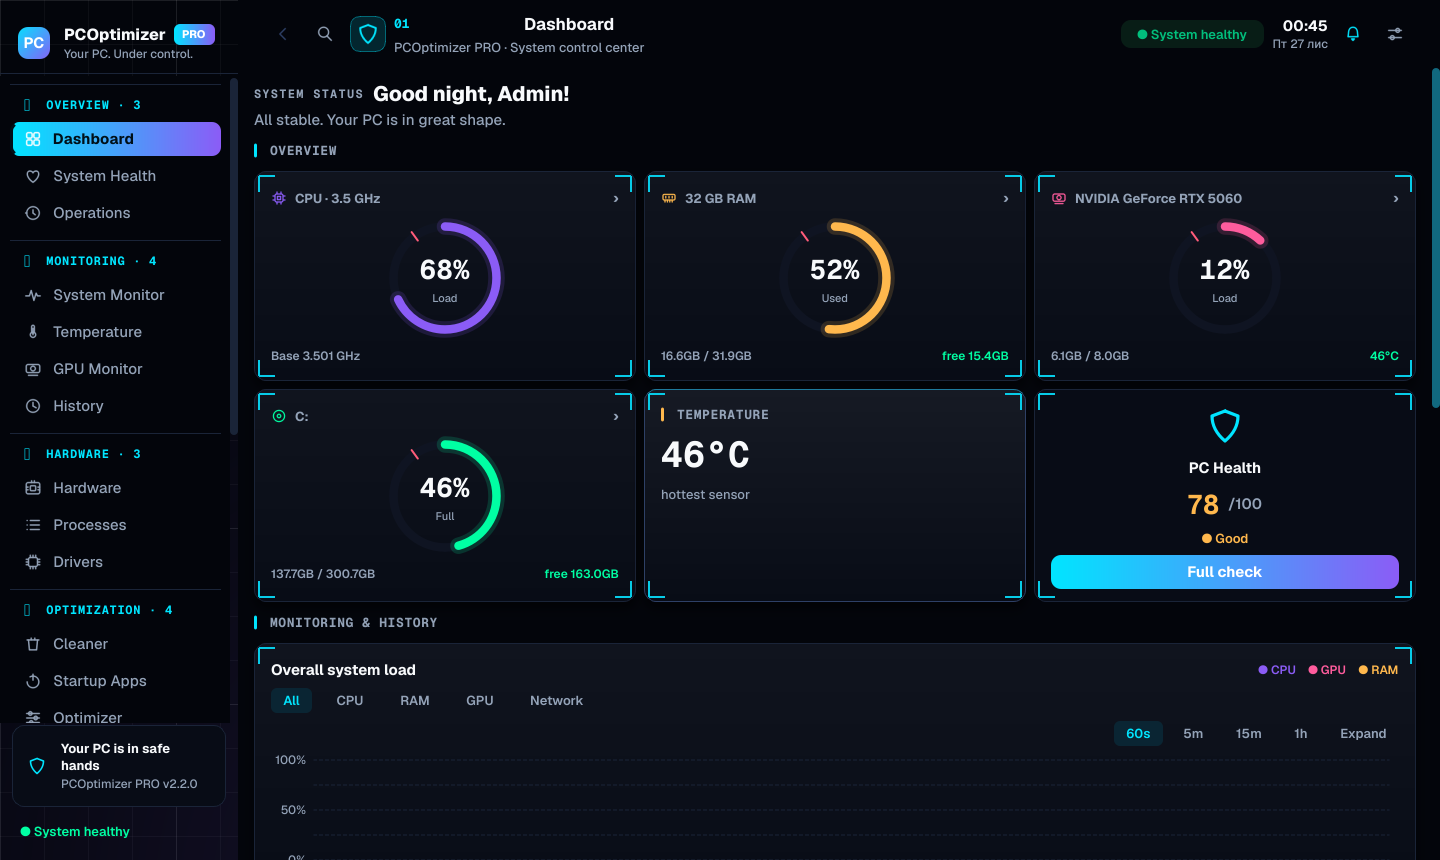 PC
PCOptimizer PRO
Your PC. Under control.
OVERVIEW · 3
Dashboard
System Health
Operations
MONITORING · 4
System Monitor
Temperature
GPU Monitor
History
HARDWARE · 3
Hardware
Processes
Drivers
OPTIMIZATION · 4
Cleaner
Startup Apps
Optimizer
Your PC is in safe
hands
PCOptimizer PRO v2.2.0
System healthy
01
Dashboard
PCOptimizer PRO · System control center
System healthy
00:45
Пт 27 лис
SYSTEM STATUS Good night, Admin!
All stable. Your PC is in great shape.
OVERVIEW
CPU · 3.5 GHz
68%
Load
Base 3.501 GHz
32 GB RAM
52%
Used
16.6GB / 31.9GB
free 15.4GB
NVIDIA GeForce RTX 5060
12%
Load
6.1GB / 8.0GB
46°C
C:
46%
Full
137.7GB / 300.7GB
free 163.0GB
TEMPERATURE
46°C
hottest sensor
PC Health
78 /100
Good
Full check
MONITORING & HISTORY
Overall system load
CPU GPU RAM
All CPU RAM GPU Network
60s 5m 15m 1h Expand
100%
50%
0%